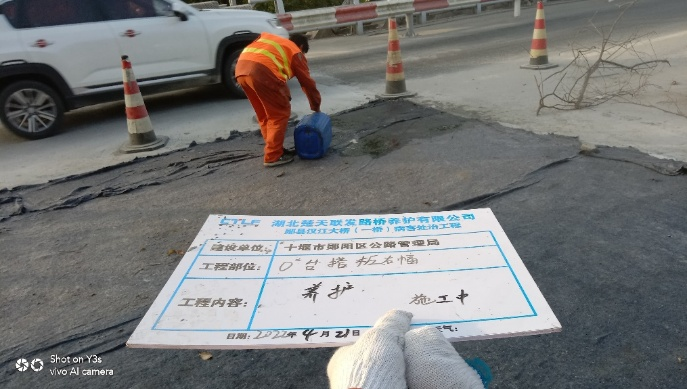 LTLF 湖北楚天联发路桥养护有限公司
郧县汉江大桥（一桥）病害处治工程
建设单位: 十堰市郧阳区公路管理局
工程部位: 0#台搭板右幅
工程内容: 养护 施工中
日期: 2022年4月21日 天气:
Shot on Y3s
vivo AI camera